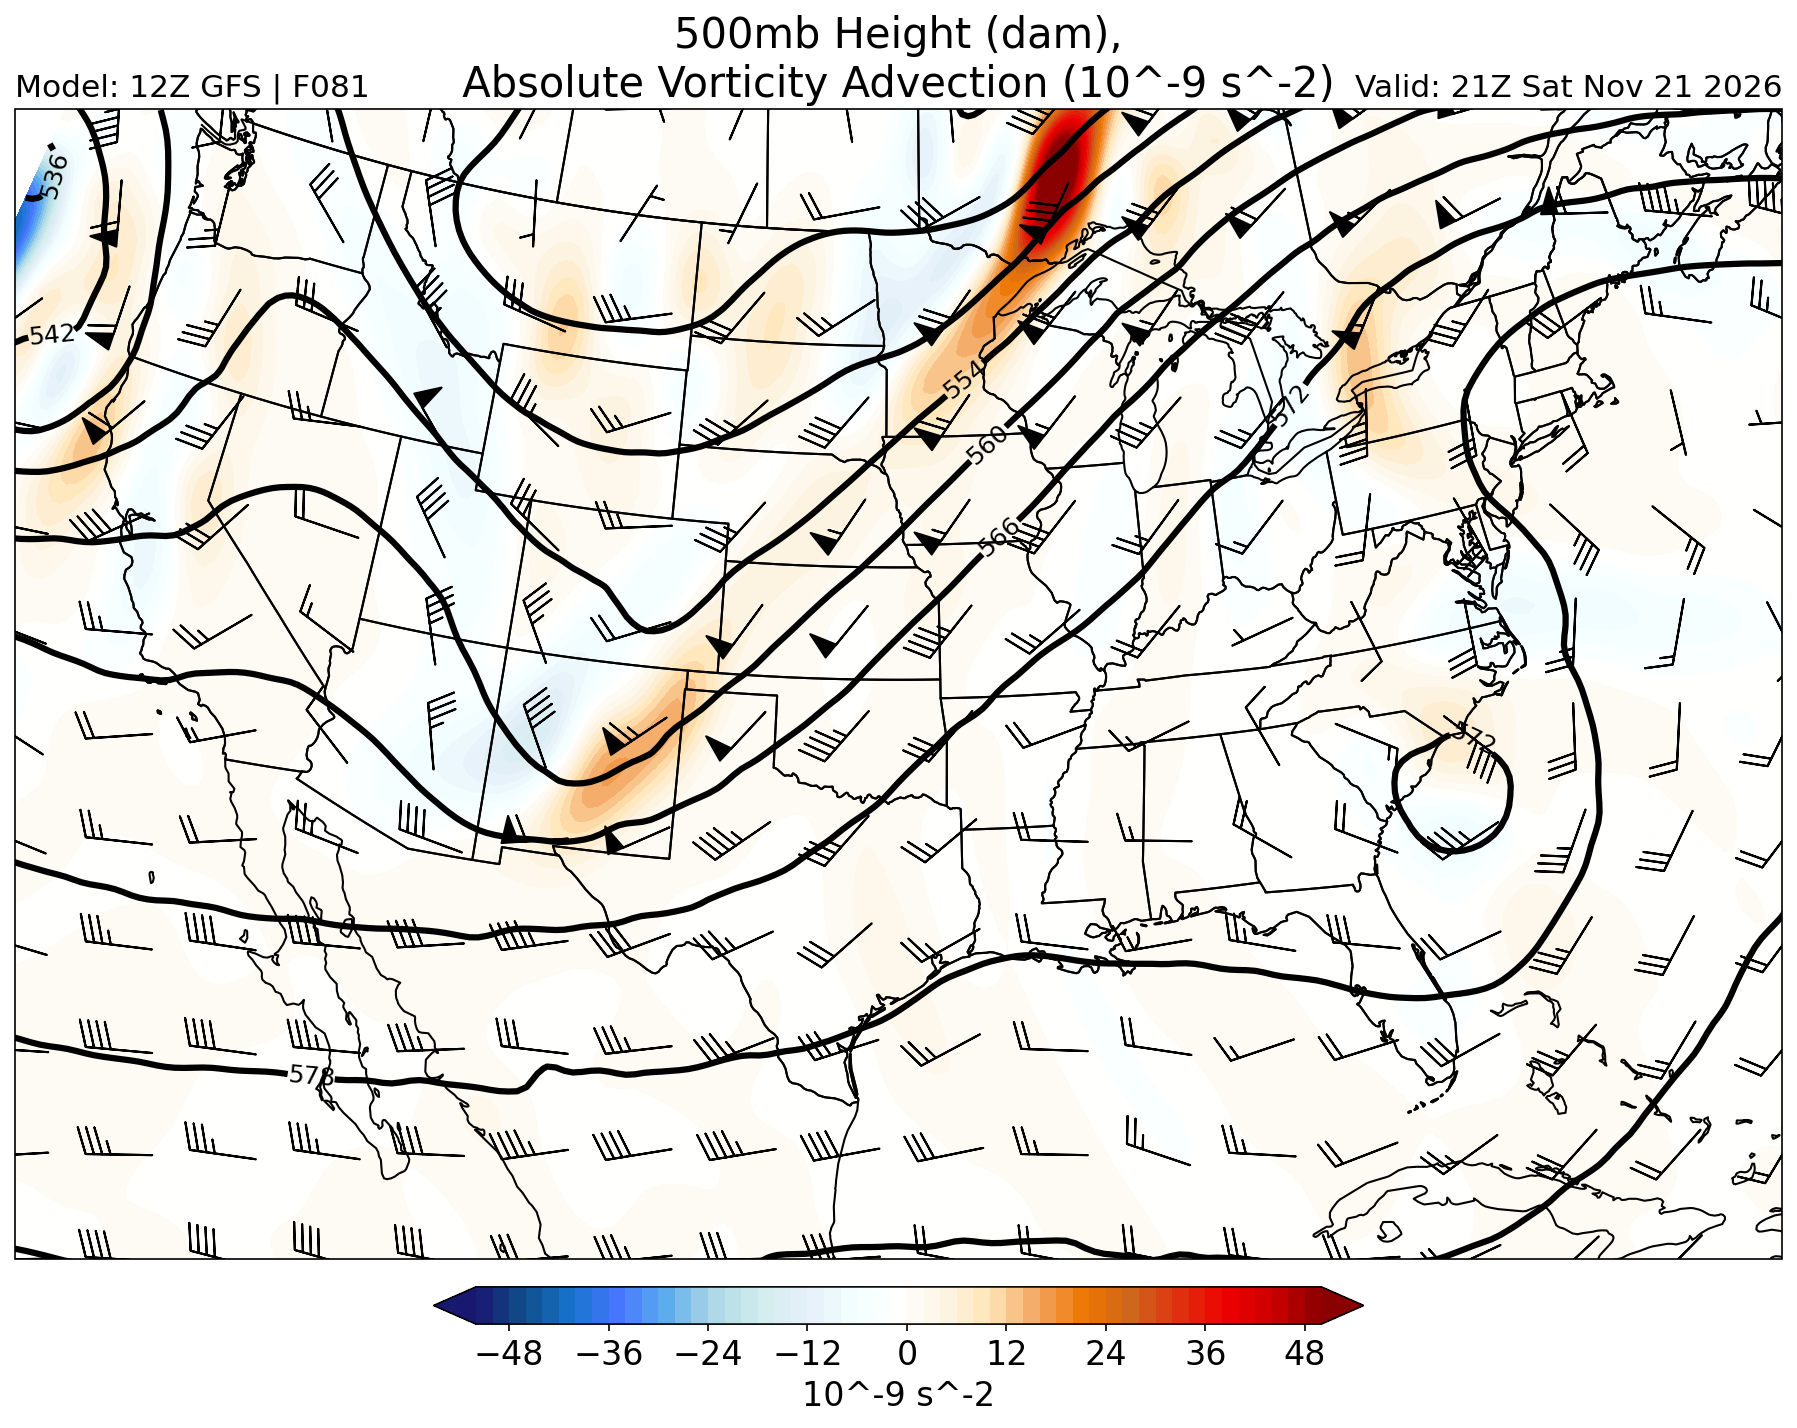 500mb Height (dam),
Model: 12Z GFS | F081
Absolute Vorticity Advection (10^-9 s^-2)
Valid: 21Z Sat Nov 21 2026
536
542
554
572
560
566
572
578
−48 −36 −24 −12 0 12 24 36 48
10^-9 s^-2